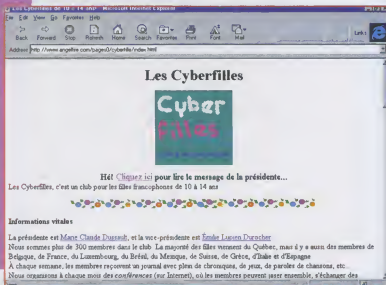 Les Cyberfilles de 10 à 14 ans - Microsoft Internet Explorer
File Edit View Go Favorites Help
Back Forward Stop Refresh Home Search Favorites Print Font Mail
Links
Address http://www.angelfire.com/pages0/cyberfille/index.html
Les Cyberfilles
Cyber
Filles
Hé! Cliquez ici pour lire le message de la présidente...
Les Cyberfilles, c'est un club pour les filles francophones de 10 à 14 ans
Informations vitales
La présidente est Marie Claude et la vice-présidente est Émilie Lussien Durocher
Nous sommes plus de 300 membres dans le club. La majorité des filles viennent du Québec, mais il y a aussi des membres de
Belgique, de France, du Luxembourg, du Brésil, du Mexique, de Suisse, de Grèce, d'Italie et d'Espagne
À chaque semaine, les membres reçoivent un journal avec plein de chroniques, de jeux, de paroles de chansons, etc.
Nous organisons à chaque mois des conférences (sur Internet), où les membres peuvent jaser ensemble, s'échanger des